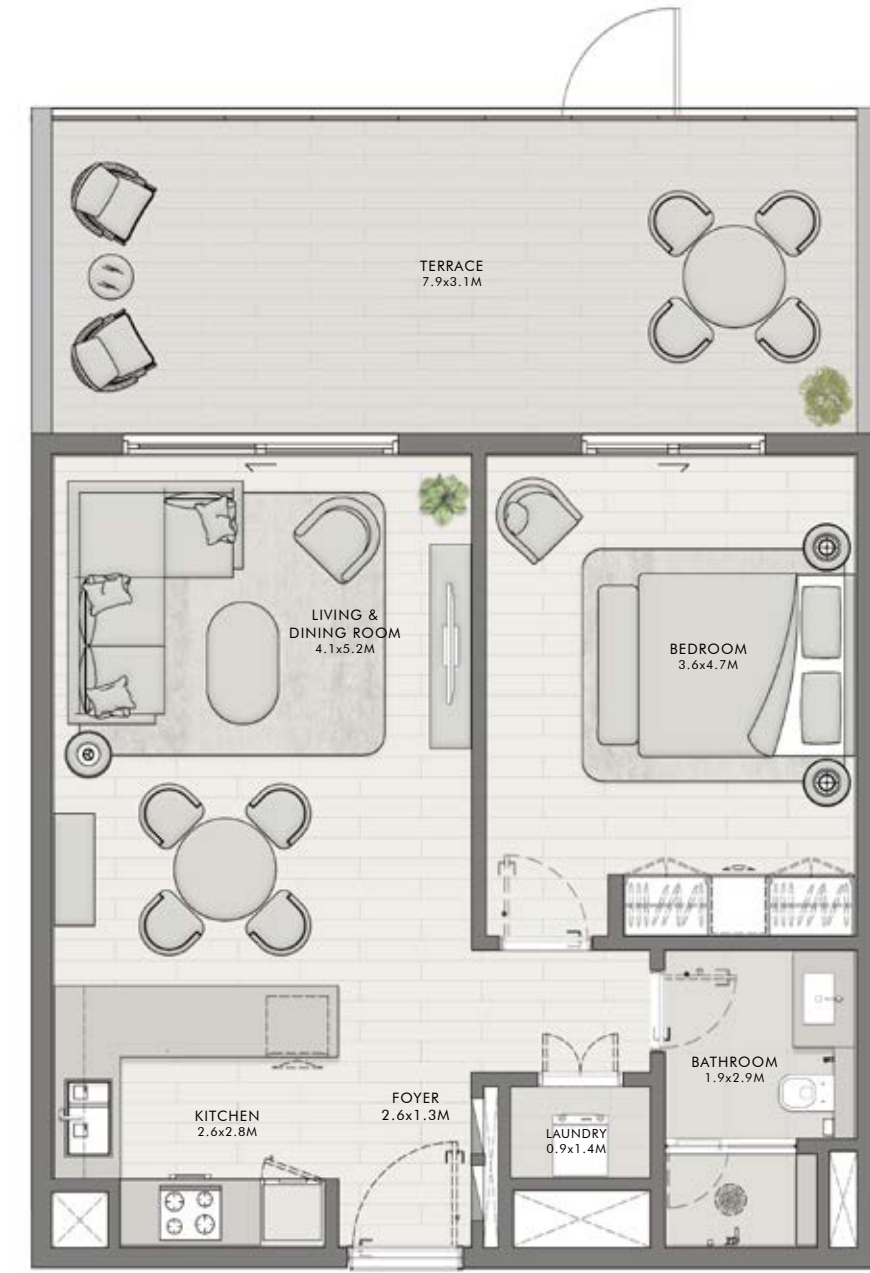 TERRACE
7.9x3.1M
LIVING &
DINING ROOM
4.1x5.2M
BEDROOM
3.6x4.7M
BATHROOM
1.9x2.9M
FOYER
2.6x1.3M
KITCHEN
2.6x2.8M
LAUNDRY
0.9x1.4M